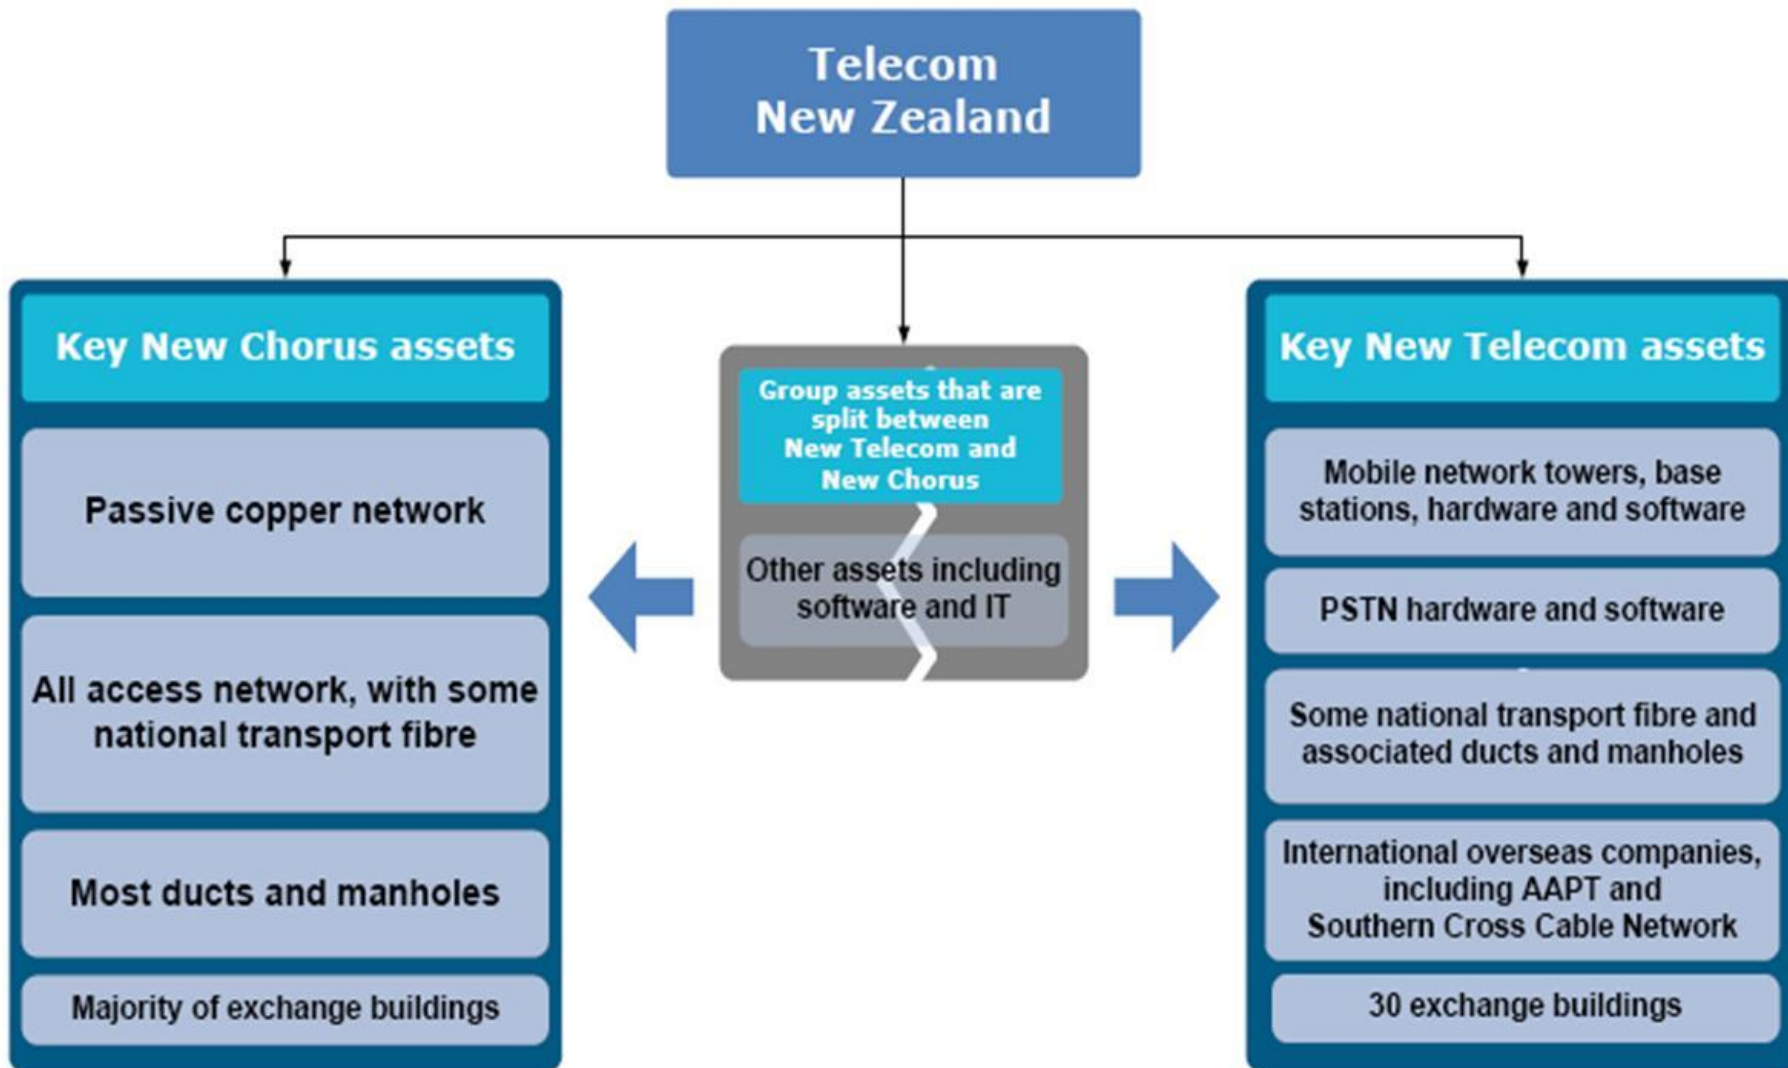 Telecom
New Zealand
Key New Chorus assets
Passive copper network
All access network, with some
national transport fibre
Most ducts and manholes
Majority of exchange buildings
Group assets that are
split between
New Telecom and
New Chorus
Other assets including
software and IT
Key New Telecom assets
Mobile network towers, base
stations, hardware and software
PSTN hardware and software
Some national transport fibre and
associated ducts and manholes
International overseas companies,
including AAPT and
Southern Cross Cable Network
30 exchange buildings